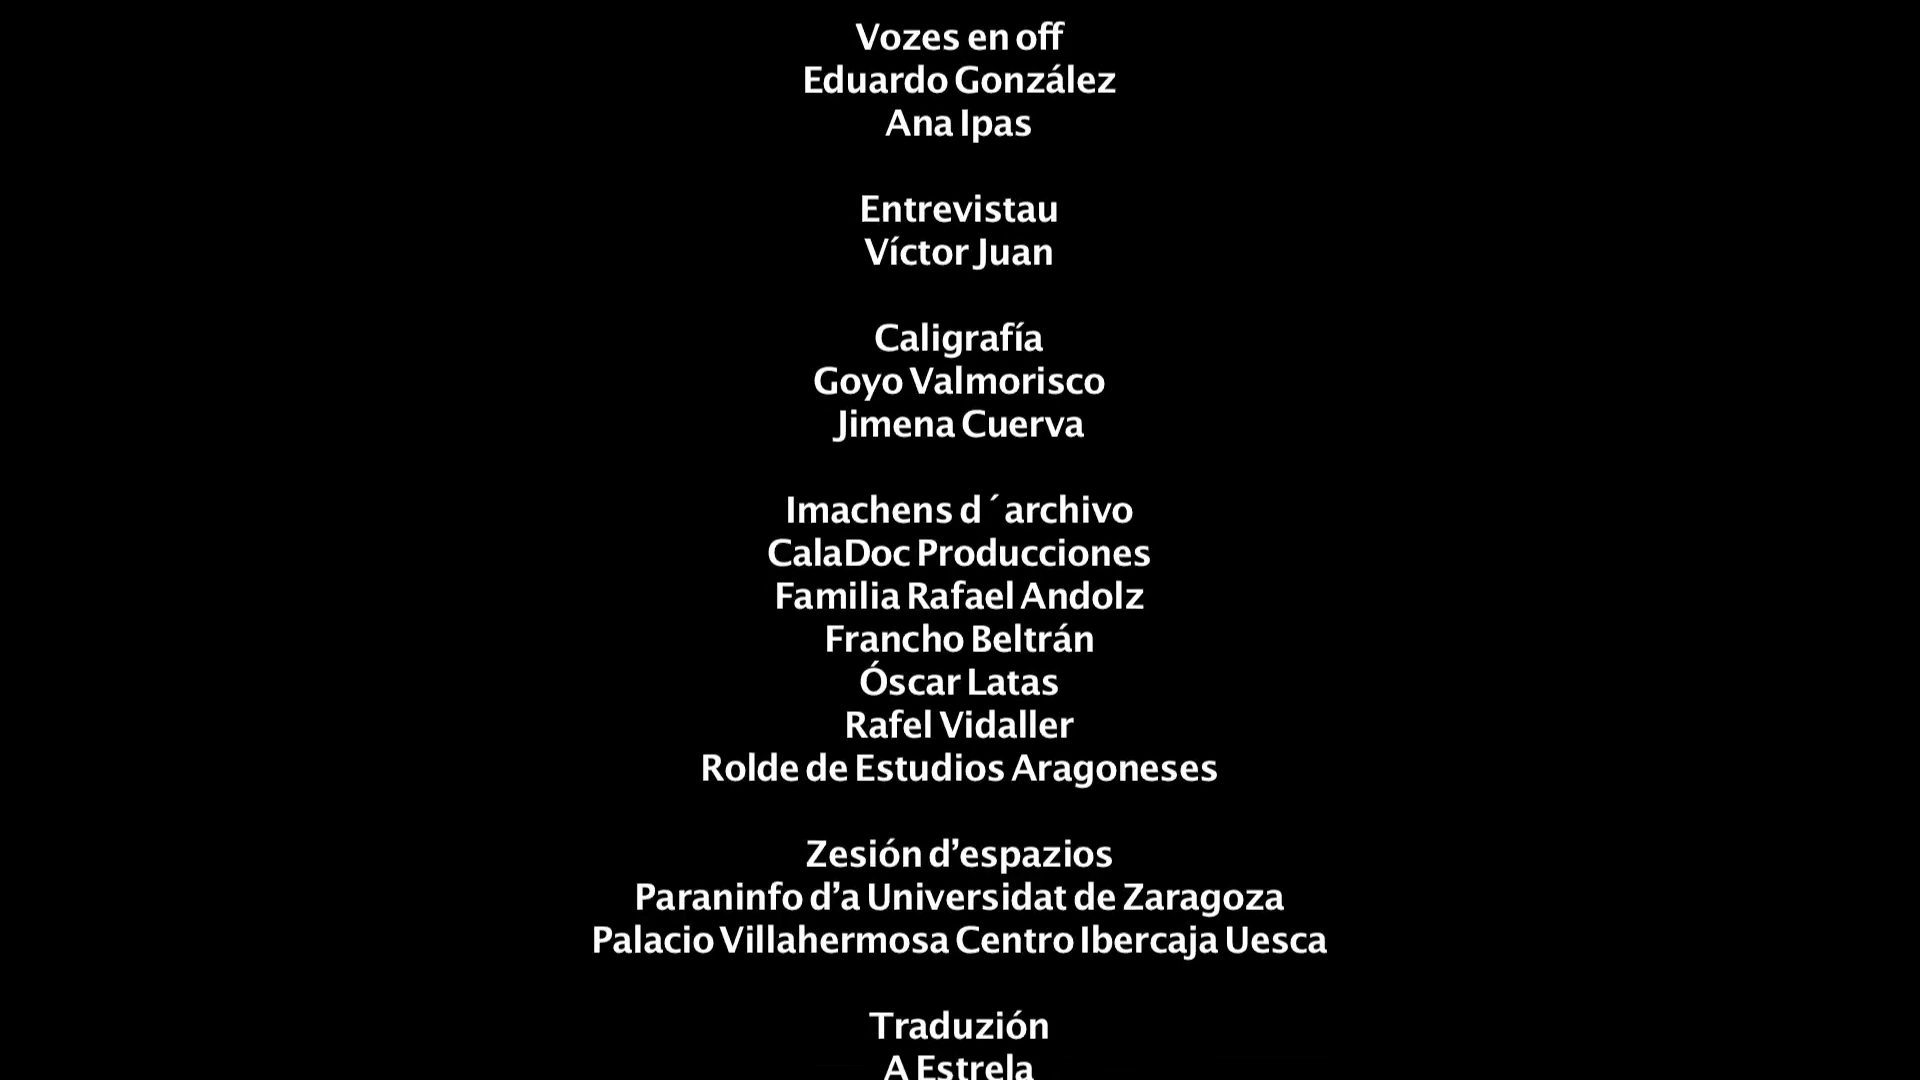 Vozes en off
Eduardo González
Ana Ipas
Entrevistau
Víctor Juan
Caligrafía
Goyo Valmorisco
Jimena Cuerva
Imachens d´archivo
CalaDoc Producciones
Familia Rafael Andolz
Francho Beltrán
Óscar Latas
Rafel Vidaller
Rolde de Estudios Aragoneses
Zesión d’espazios
Paraninfo d’a Universidat de Zaragoza
Palacio Villahermosa Centro Ibercaja Uesca
Traduzión
A Estrela